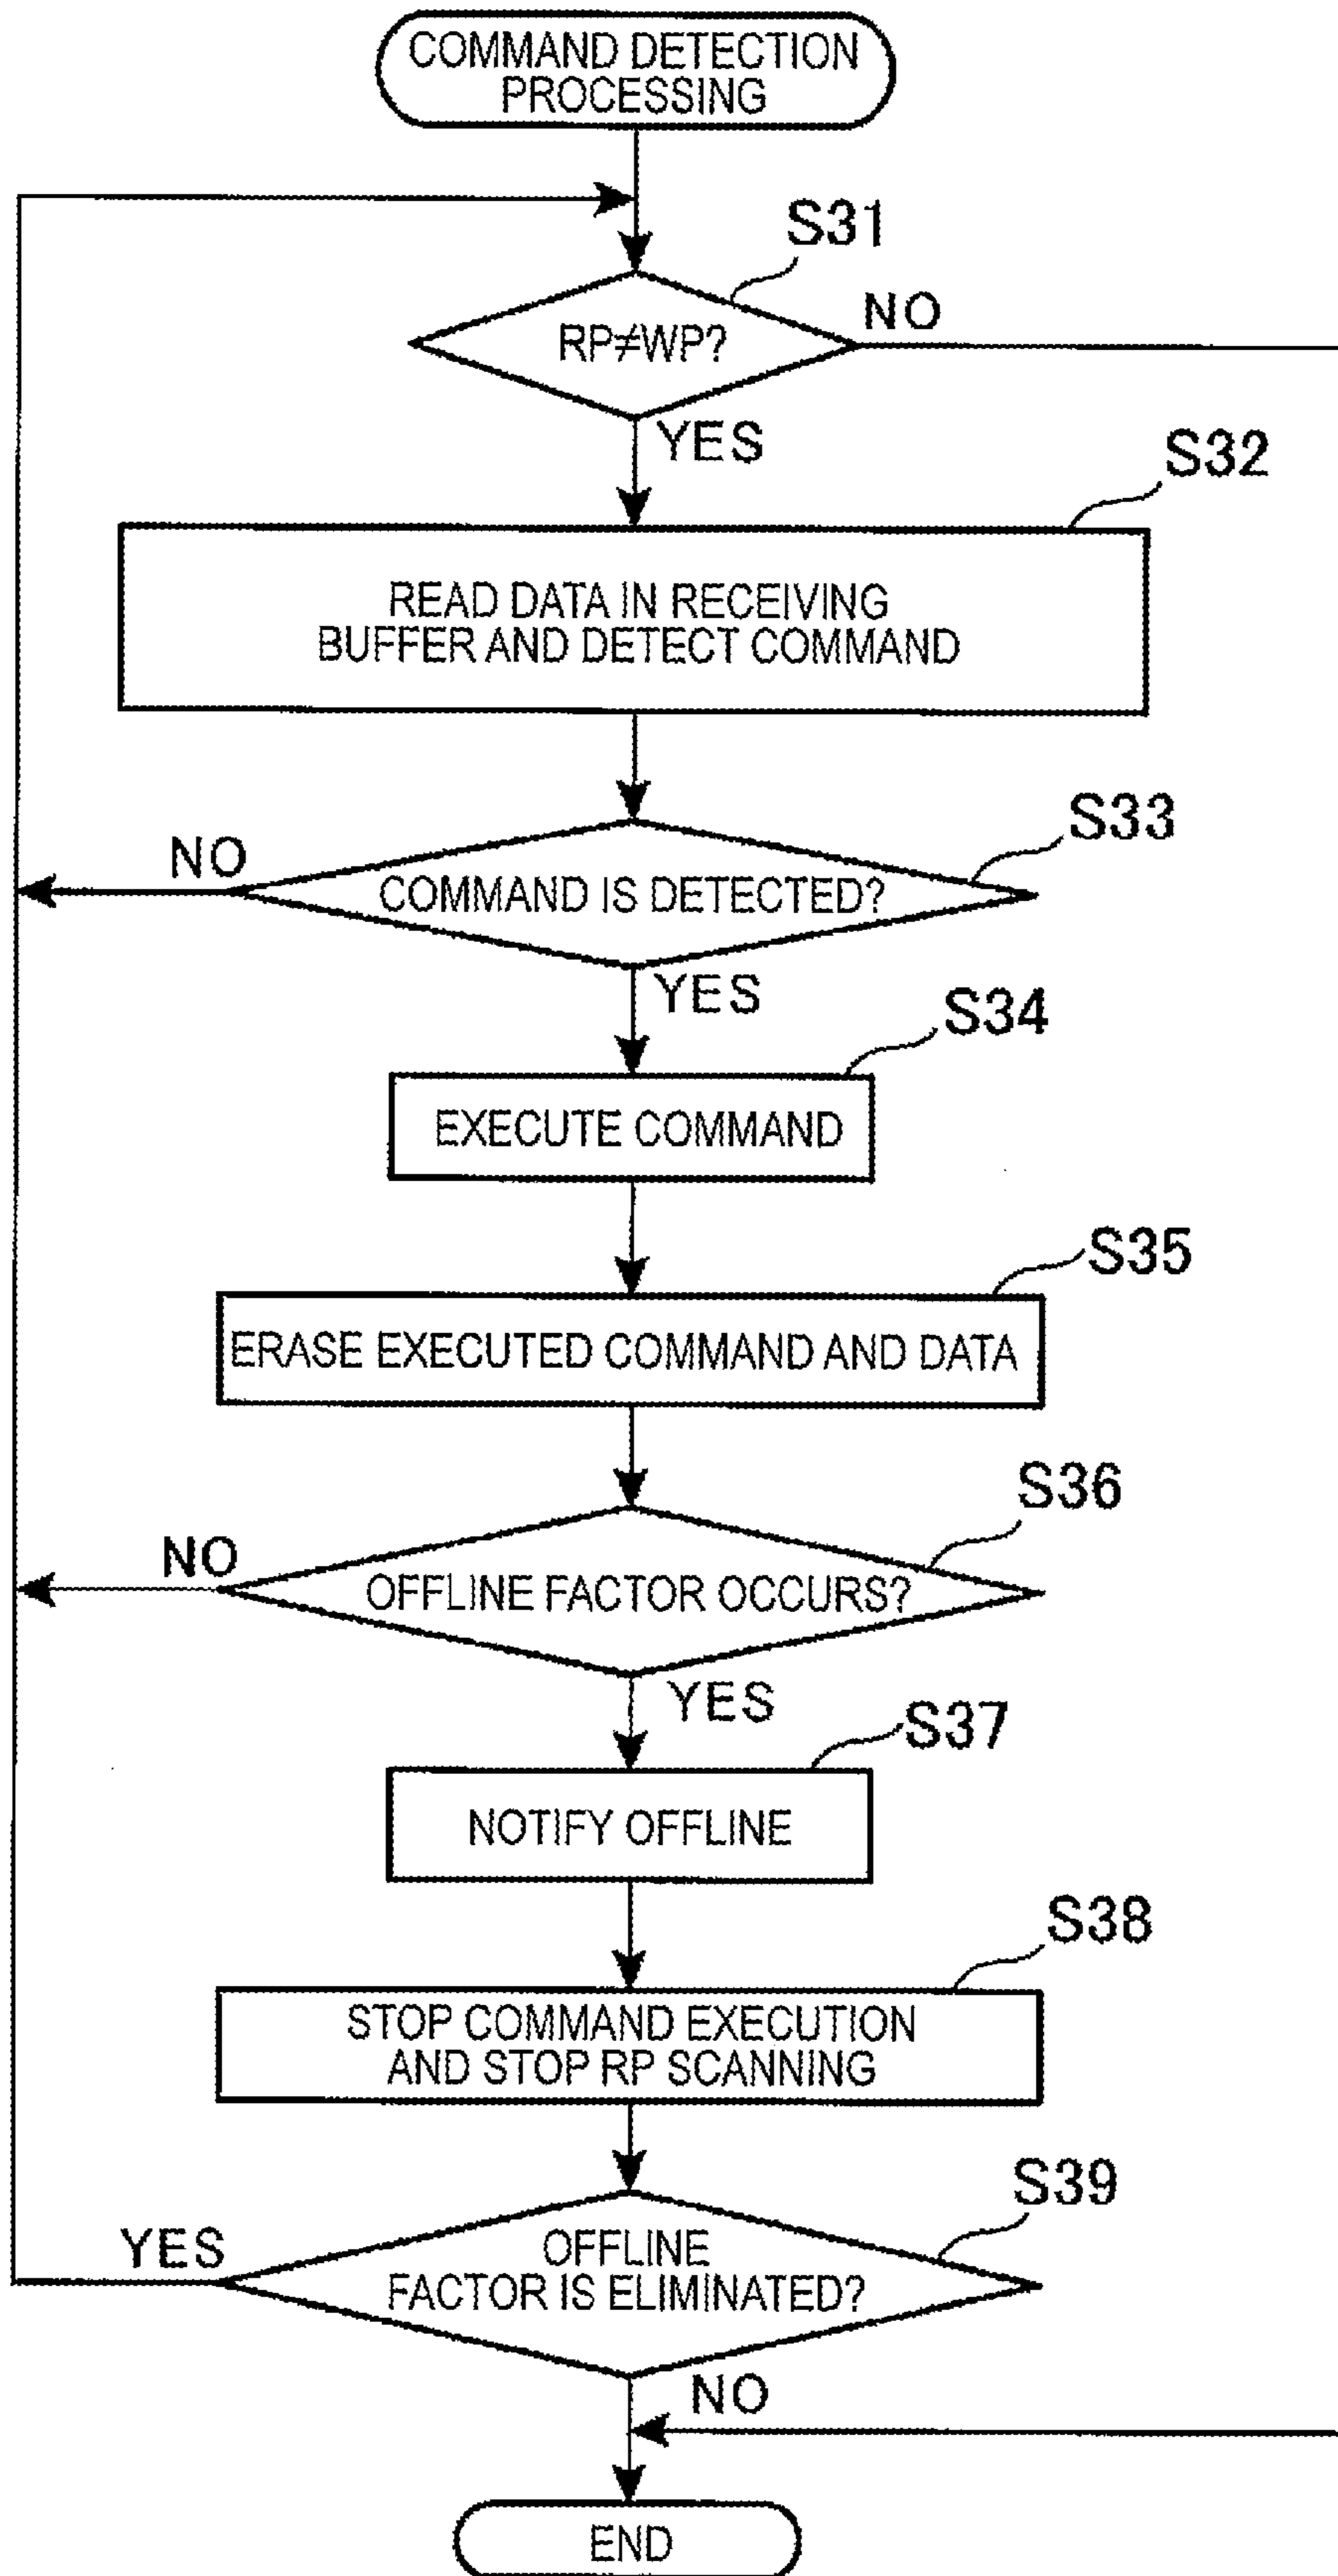 COMMAND DETECTION
PROCESSING
S31
RP≠WP?
NO
YES
S32
READ DATA IN RECEIVING
BUFFER AND DETECT COMMAND
S33
NO
COMMAND IS DETECTED?
YES
S34
EXECUTE COMMAND
S35
ERASE EXECUTED COMMAND AND DATA
S36
NO
OFFLINE FACTOR OCCURS?
YES
S37
NOTIFY OFFLINE
S38
STOP COMMAND EXECUTION
AND STOP RP SCANNING
S39
YES
OFFLINE
FACTOR IS ELIMINATED?
NO
END